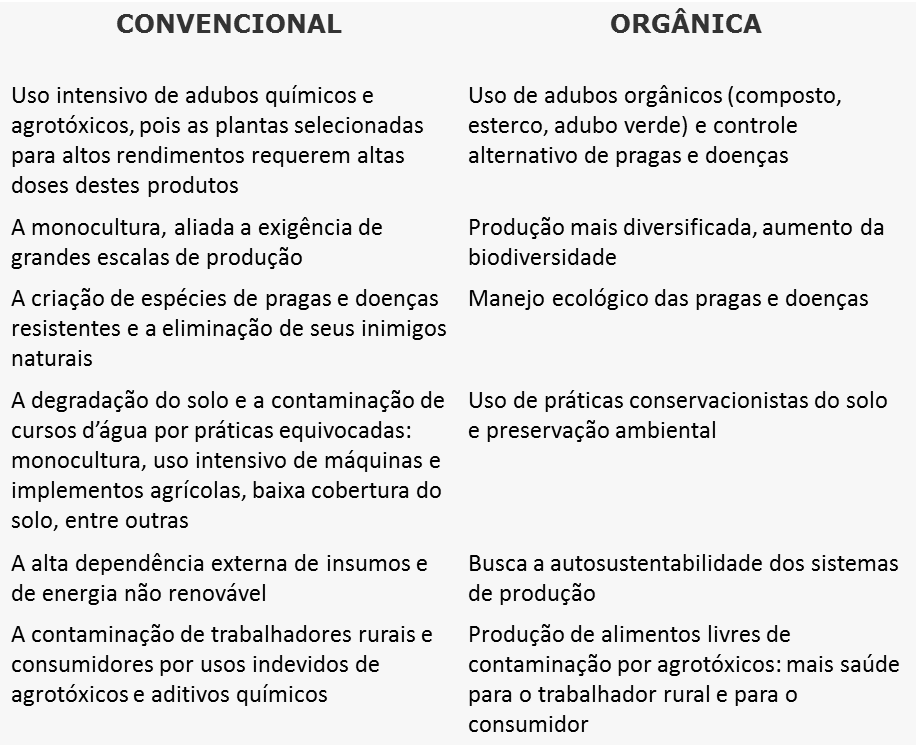 CONVENCIONAL
ORGÂNICA
Uso intensivo de adubos químicos e
agrotóxicos, pois as plantas selecionadas
para altos rendimentos requerem altas
doses destes produtos
Uso de adubos orgânicos (composto,
esterco, adubo verde) e controle
alternativo de pragas e doenças
A monocultura, aliada a exigência de
grandes escalas de produção
Produção mais diversificada, aumento da
biodiversidade
A criação de espécies de pragas e doenças
resistentes e a eliminação de seus inimigos
naturais
Manejo ecológico das pragas e doenças
A degradação do solo e a contaminação de
cursos d’água por práticas equivocadas:
monocultura, uso intensivo de máquinas e
implementos agrícolas, baixa cobertura do
solo, entre outras
Uso de práticas conservacionistas do solo
e preservação ambiental
A alta dependência externa de insumos e
de energia não renovável
Busca a autosustentabilidade dos sistemas
de produção
A contaminação de trabalhadores rurais e
consumidores por usos indevidos de
agrotóxicos e aditivos químicos
Produção de alimentos livres de
contaminação por agrotóxicos: mais saúde
para o trabalhador rural e para o
consumidor